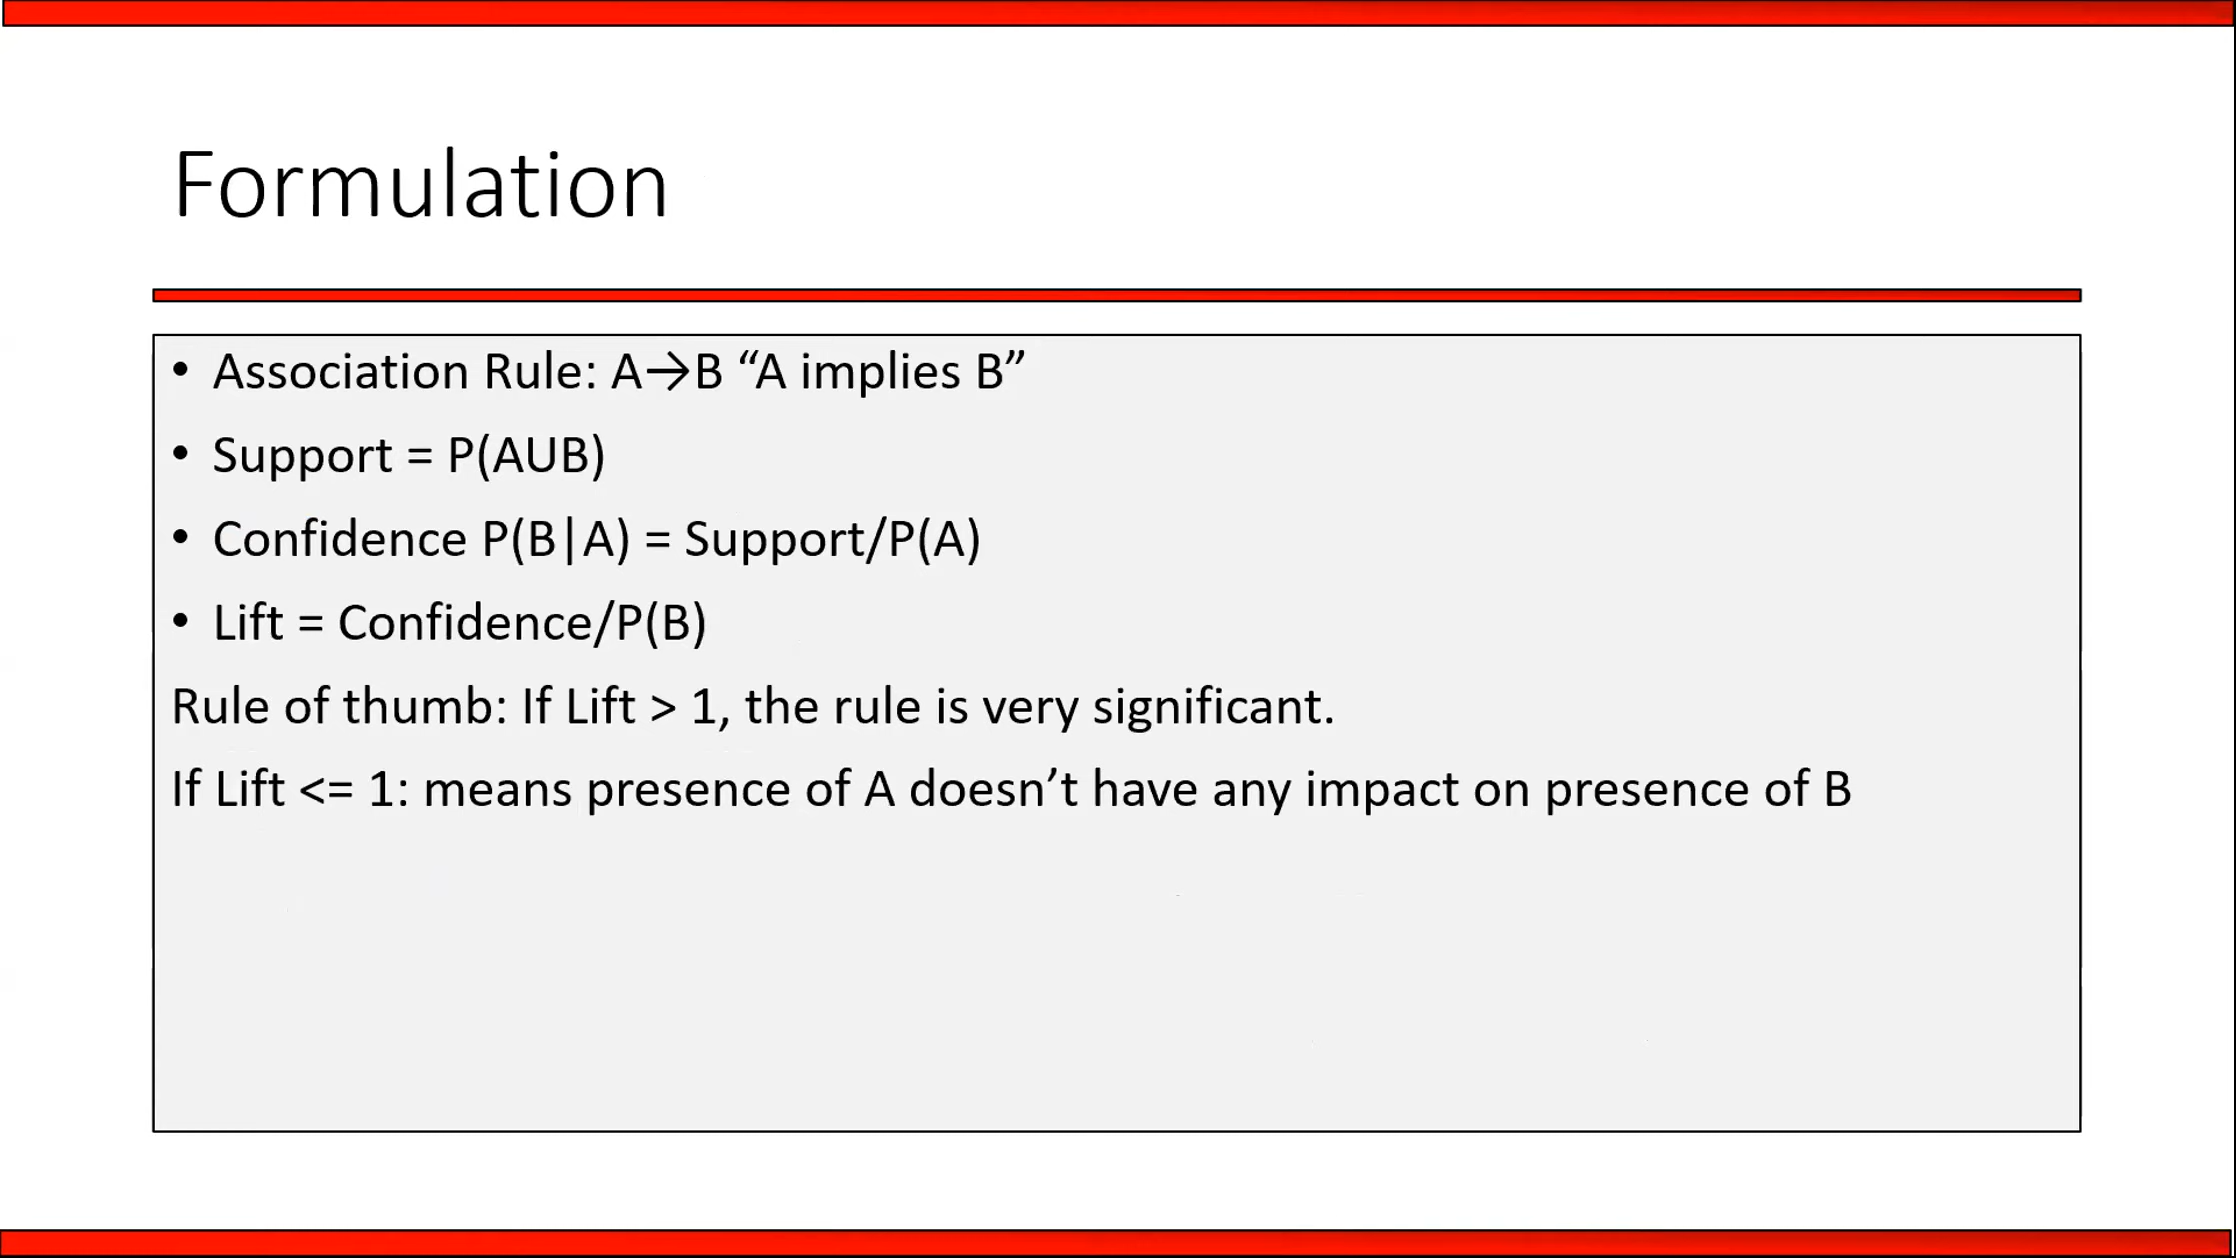 Formulation
• Association Rule: A→B “A implies B”
• Support = P(AUB)
• Confidence P(B|A) = Support/P(A)
• Lift = Confidence/P(B)
Rule of thumb: If Lift > 1, the rule is very significant.
If Lift <= 1: means presence of A doesn’t have any impact on presence of B